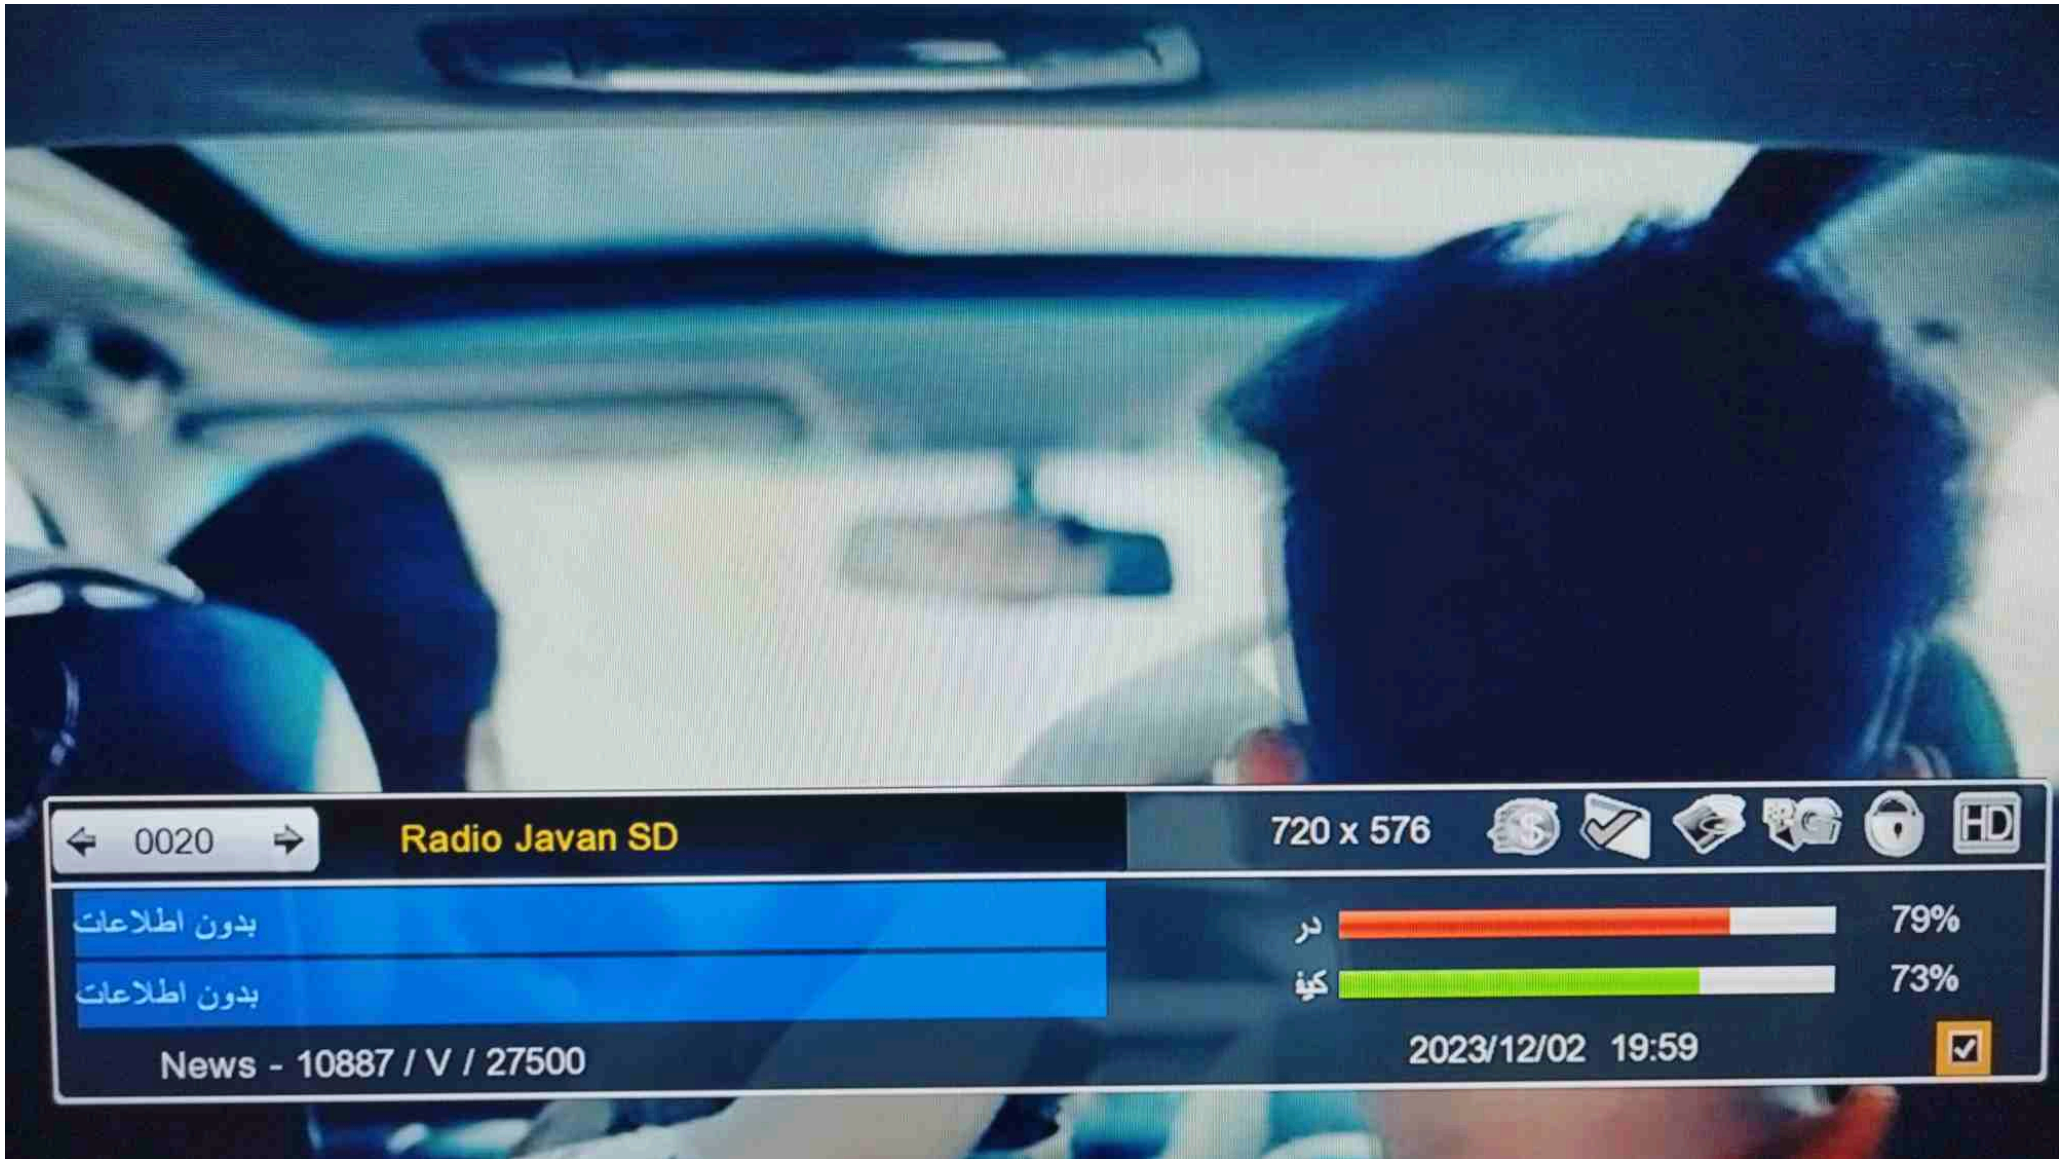 0020 Radio Javan SD 720 x 576 HD
بدون اطلاعات
در 79%
بدون اطلاعات
کیف 73%
News - 10887 / V / 27500 2023/12/02 19:59